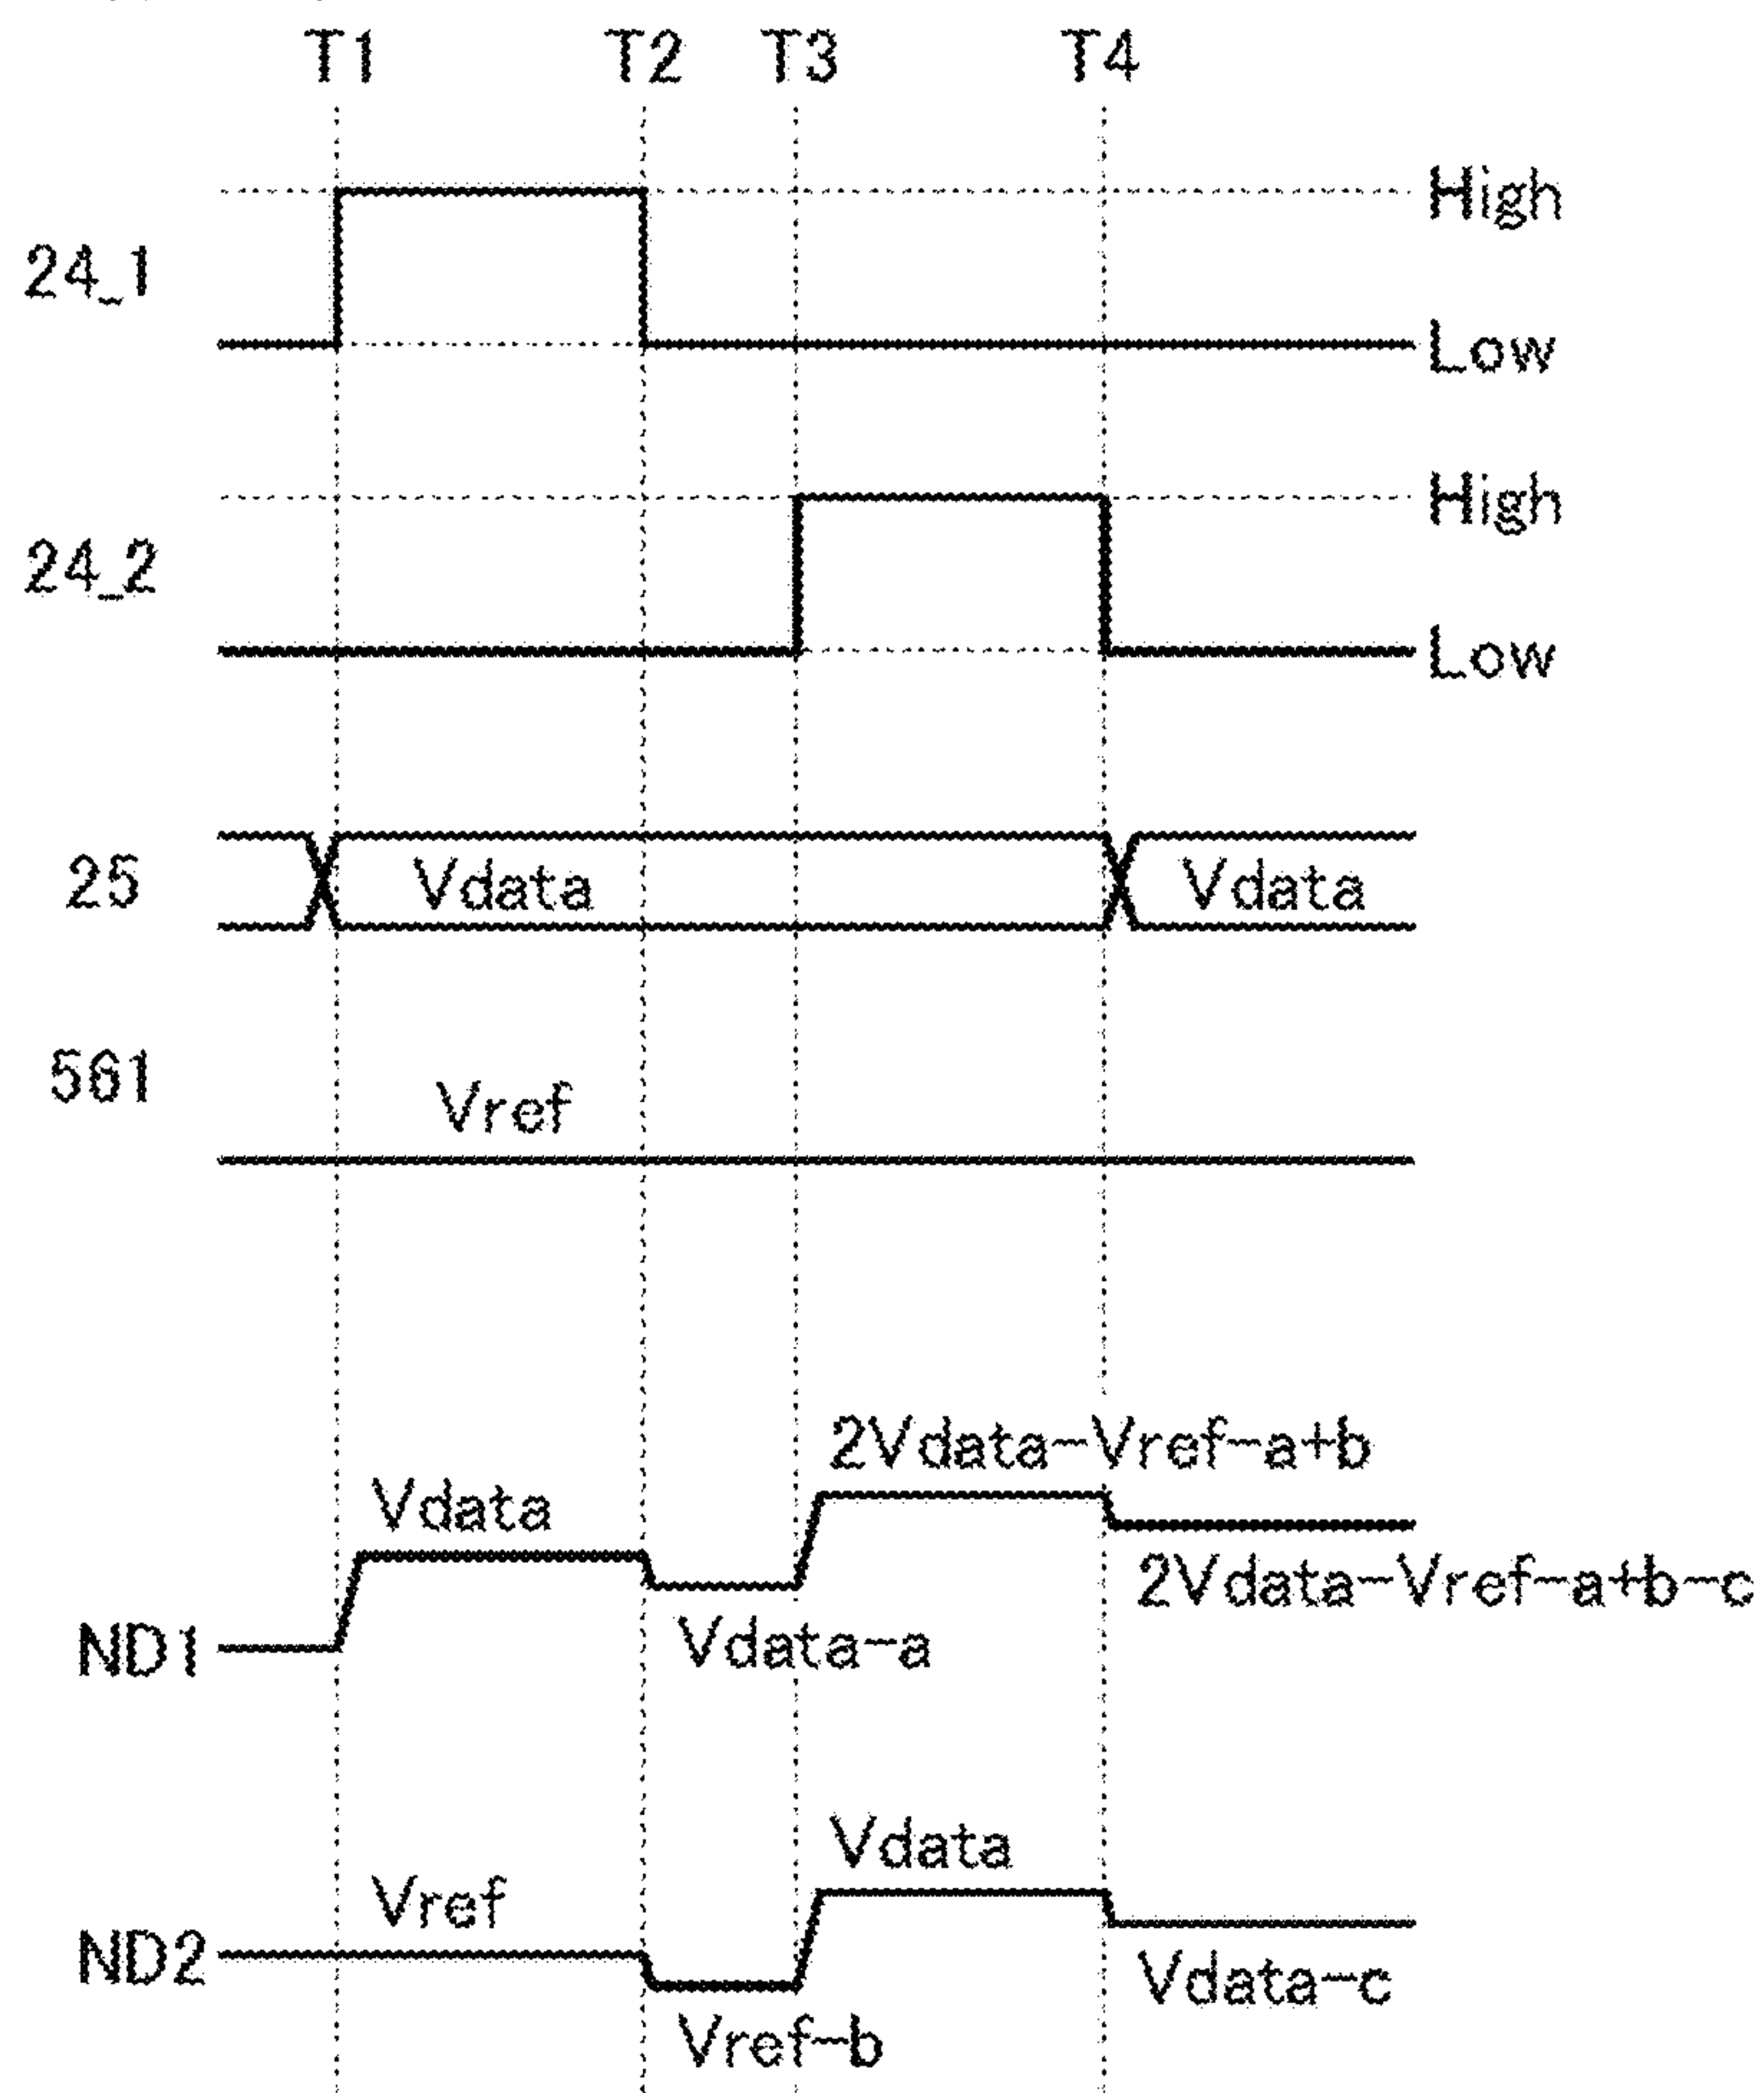 T1 T2 T3 T4
High
24_1
Low
High
24_2
Low
25 Vdata Vdata
561
Vref
2Vdata-Vref-a+b
Vdata
2Vdata-Vref-a+b-c
ND1 Vdata-a
Vdata
Vref
ND2 Vdata-c
Vref-b